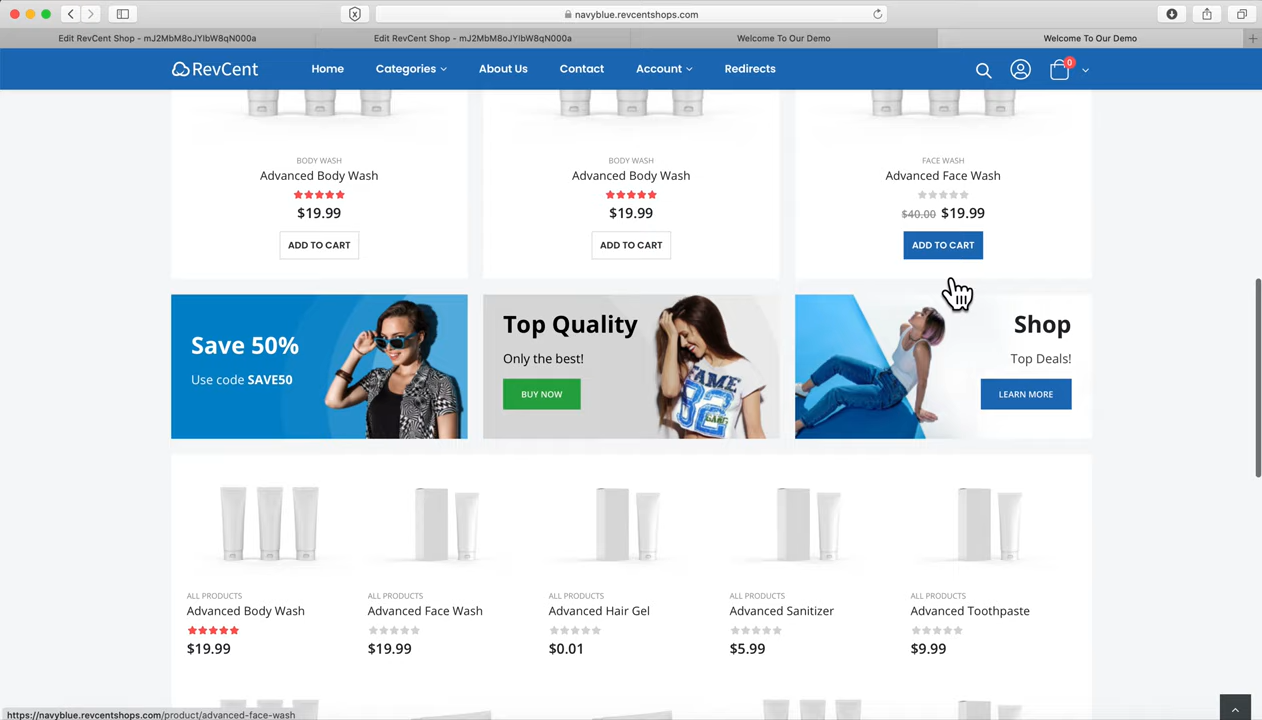 navyblue.revcentshops.com
Edit RevCent Shop - mJ2MbM8oJYIbW8qN000a
Edit RevCent Shop - mJ2MbM8oJYIbW8qN000a
Welcome To Our Demo
Welcome To Our Demo
RevCent
Home
Categories
About Us
Contact
Account
Redirects
0
BODY WASH
Advanced Body Wash
$19.99
ADD TO CART
BODY WASH
Advanced Body Wash
$19.99
ADD TO CART
FACE WASH
Advanced Face Wash
$40.00 $19.99
ADD TO CART
Save 50%
Use code SAVE50
Top Quality
Only the best!
BUY NOW
FAME
82
Shop
Top Deals!
LEARN MORE
ALL PRODUCTS
Advanced Body Wash
$19.99
ALL PRODUCTS
Advanced Face Wash
$19.99
ALL PRODUCTS
Advanced Hair Gel
$0.01
ALL PRODUCTS
Advanced Sanitizer
$5.99
ALL PRODUCTS
Advanced Toothpaste
$9.99
https://navyblue.revcentshops.com/product/advanced-face-wash